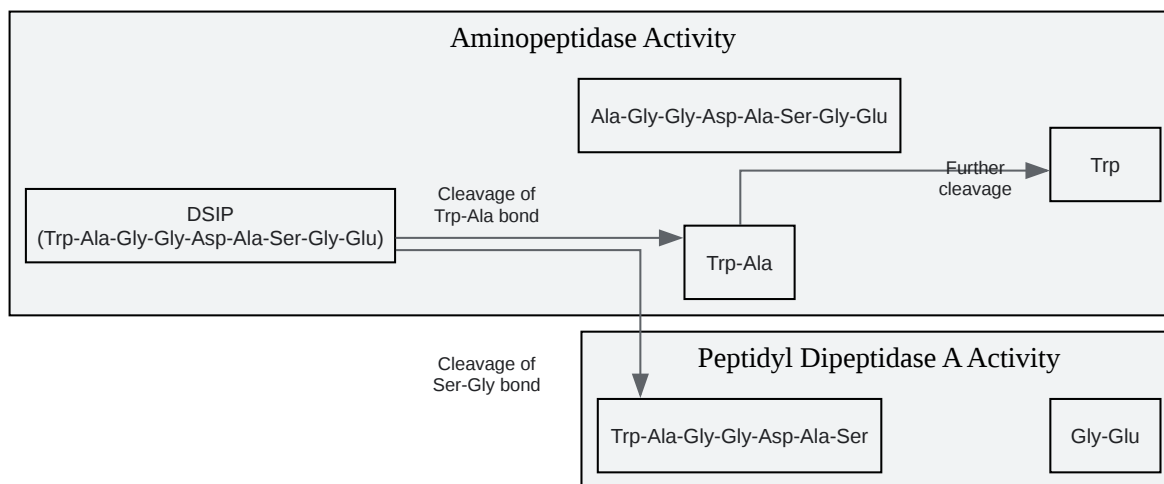 Aminopeptidase Activity
Ala-Gly-Gly-Asp-Ala-Ser-Gly-Glu
Trp
Further
cleavage
Cleavage of
Trp-Ala bond
DSIP
(Trp-Ala-Gly-Gly-Asp-Ala-Ser-Gly-Glu)
Trp-Ala
Cleavage of
Ser-Gly bond
Peptidyl Dipeptidase A Activity
Trp-Ala-Gly-Gly-Asp-Ala-Ser
Gly-Glu